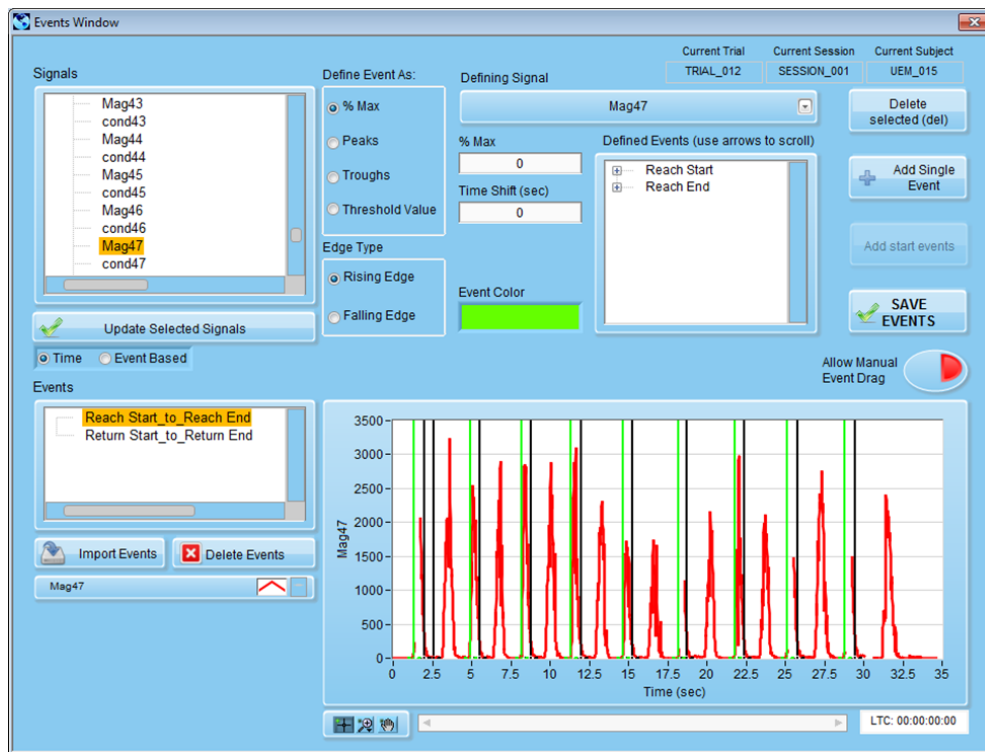 Events Window
Current Trial Current Session Current Subject
TRIAL_012 SESSION_001 UEM_015
Signals
Mag43
cond43
Mag44
cond44
Mag45
cond45
Mag46
cond46
Mag47
cond47
Update Selected Signals
Time Event Based
Define Event As:
% Max
Peaks
Troughs
Threshold Value
Edge Type
Rising Edge
Falling Edge
Defining Signal
Mag47
% Max
0
Time Shift (sec)
0
Event Color
Defined Events (use arrows to scroll)
Reach Start
Reach End
Delete
selected (del)
Add Single
Event
Add start events
SAVE
EVENTS
Allow Manual
Event Drag
Events
Reach Start_to_Reach End
Return Start_to_Return End
Import Events Delete Events
Mag47
Mag47
3500
3000
2500
2000
1500
1000
500
0
0 2.5 5 7.5 10 12.5 15 17.5 20 22.5 25 27.5 30 32.5 35
Time (sec)
LTC: 00:00:00:00